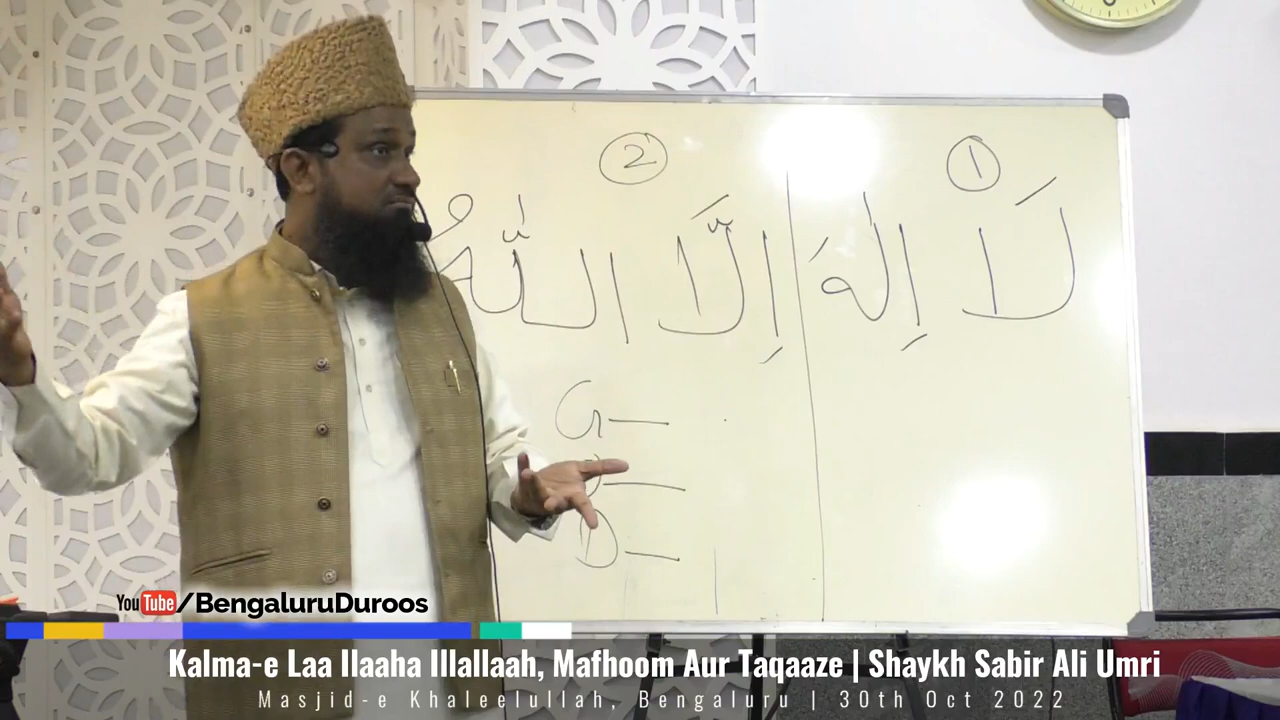 ② ①
لَا إِلٰهَ إِلَّا اللّٰهُ
G—
D—
YouTube/BengaluruDuroos
Kalma-e Laa Ilaaha Illallaah, Mafhoom Aur Taqaaze | Shaykh Sabir Ali Umri
Masjid-e Khaleelullah, Bengaluru | 30th Oct 2022